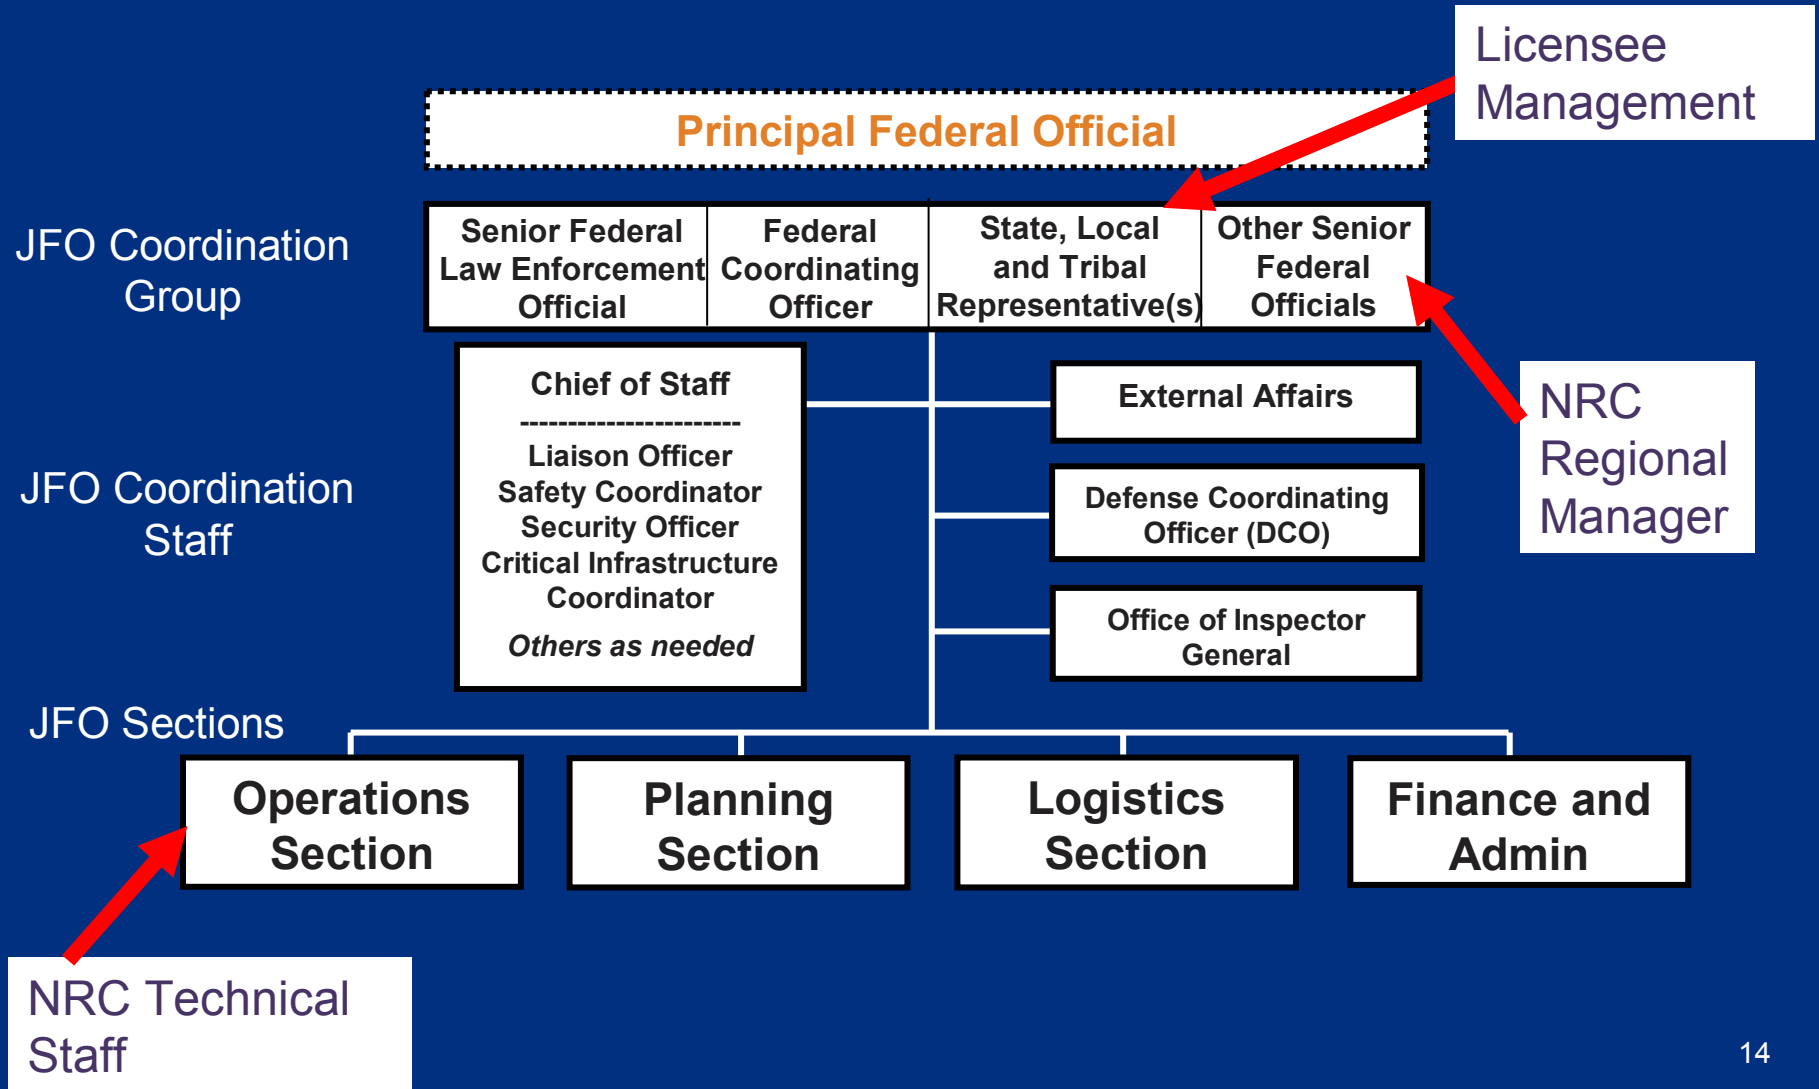 Licensee
Management
Principal Federal Official
JFO Coordination
Group
Senior Federal
Law Enforcement
Official
Federal
Coordinating
Officer
State, Local
and Tribal
Representative(s)
Other Senior
Federal
Officials
NRC
Regional
Manager
JFO Coordination
Staff
Chief of Staff
-----------------------
Liaison Officer
Safety Coordinator
Security Officer
Critical Infrastructure
Coordinator
Others as needed
External Affairs
Defense Coordinating
Officer (DCO)
Office of Inspector
General
JFO Sections
Operations
Section
Planning
Section
Logistics
Section
Finance and
Admin
NRC Technical
Staff
14